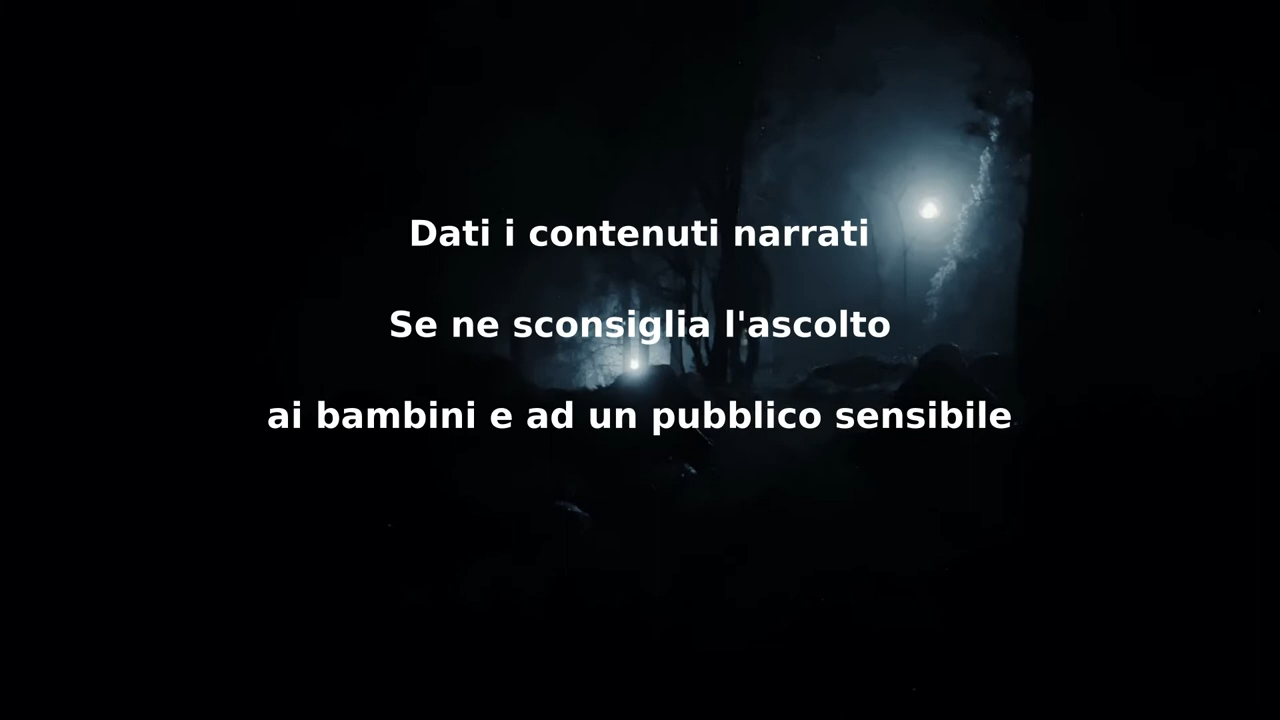 Dati i contenuti narrati
Se ne sconsiglia l'ascolto
ai bambini e ad un pubblico sensibile